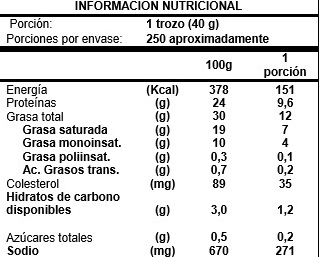 INFORMACION NUTRICIONAL
Porción: 1 trozo (40 g)
Porciones por envase: 250 aproximadamente
100g 1 porción
Energía (Kcal) 378 151
Proteínas (g) 24 9,6
Grasa total (g) 30 12
Grasa saturada (g) 19 7
Grasa monoinsat. (g) 10 4
Grasa poliinsat. (g) 0,3 0,1
Ac. Grasos trans. (g) 0,7 0,2
Colesterol (mg) 89 35
Hidratos de carbono
disponibles (g) 3,0 1,2
Azúcares totales (g) 0,5 0,2
Sodio (mg) 670 271